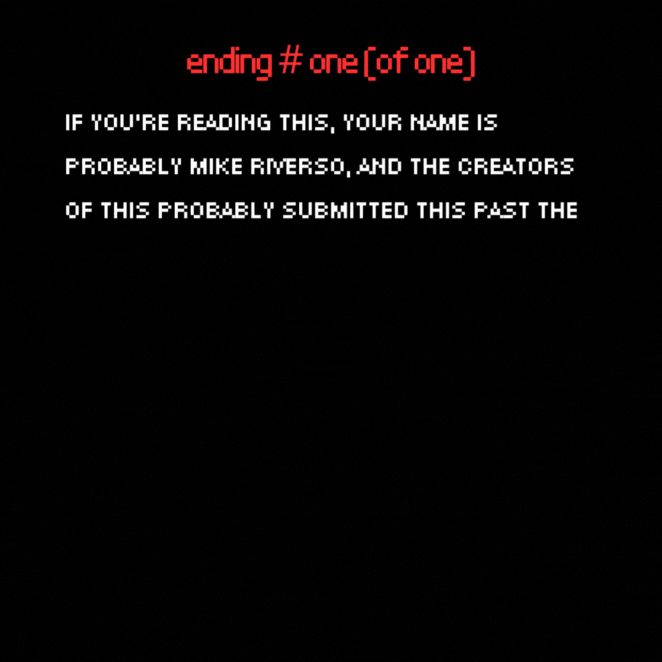 ending # one (of one)
IF YOU'RE READING THIS, YOUR NAME IS
PROBABLY MIKE RIVERSO, AND THE CREATORS
OF THIS PROBABLY SUBMITTED THIS PAST THE